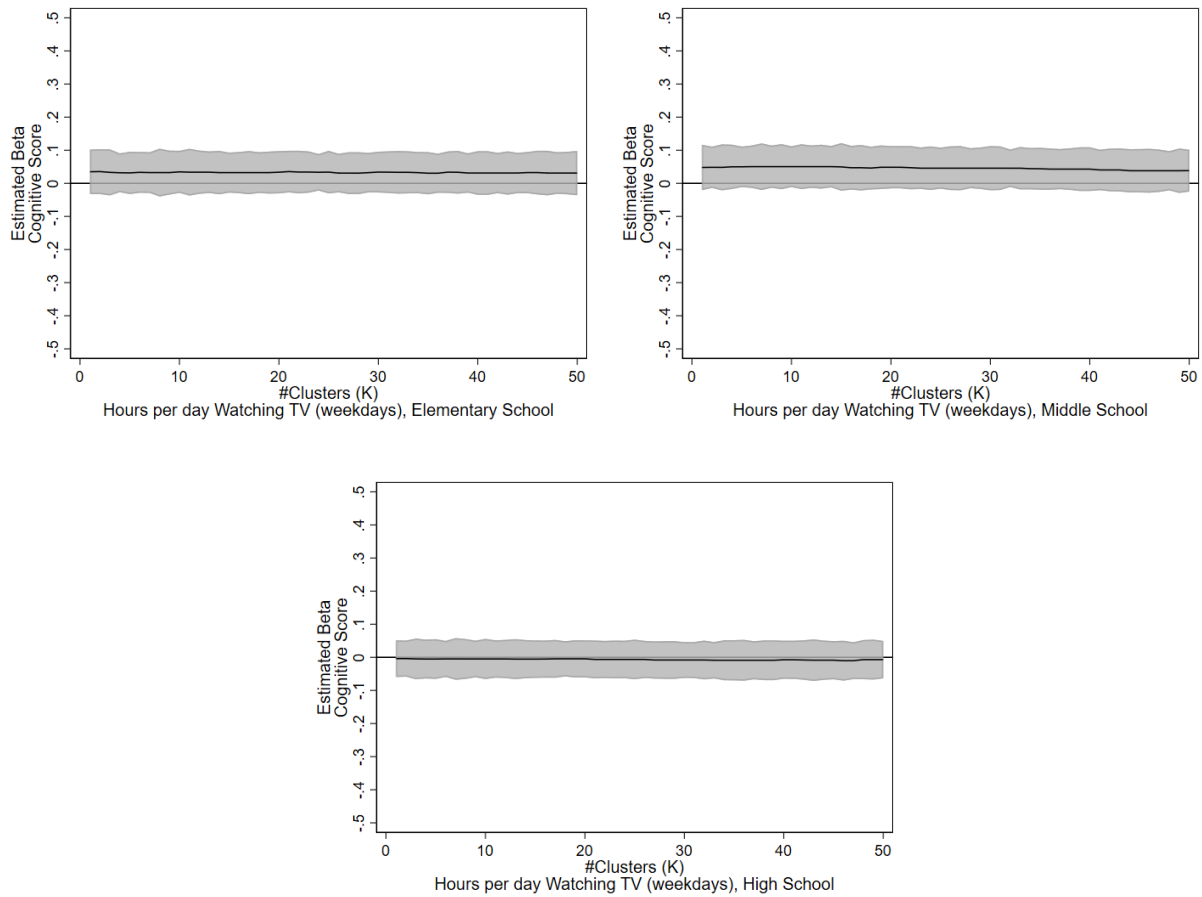 .5
.4
.3
.2
.1
0
-.1
-.2
-.3
-.4
-.5
Estimated Beta
Cognitive Score
0 10 20 30 40 50
#Clusters (K)
Hours per day Watching TV (weekdays), Elementary School
.5
.4
.3
.2
.1
0
-.1
-.2
-.3
-.4
-.5
Estimated Beta
Cognitive Score
0 10 20 30 40 50
#Clusters (K)
Hours per day Watching TV (weekdays), Middle School
.5
.4
.3
.2
.1
0
-.1
-.2
-.3
-.4
-.5
Estimated Beta
Cognitive Score
0 10 20 30 40 50
#Clusters (K)
Hours per day Watching TV (weekdays), High School